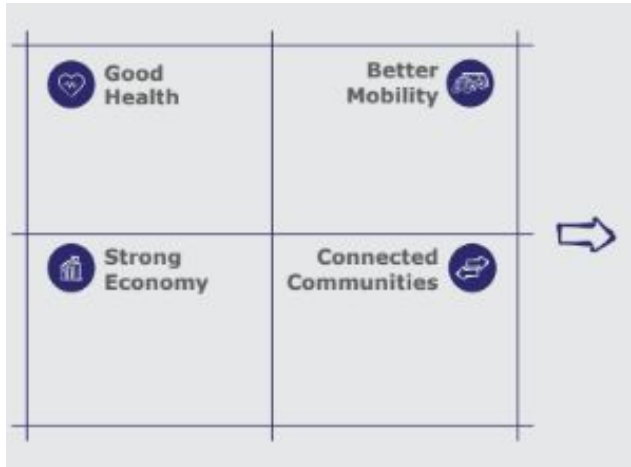 Good
Health
Better
Mobility
Strong
Economy
Connected
Communities